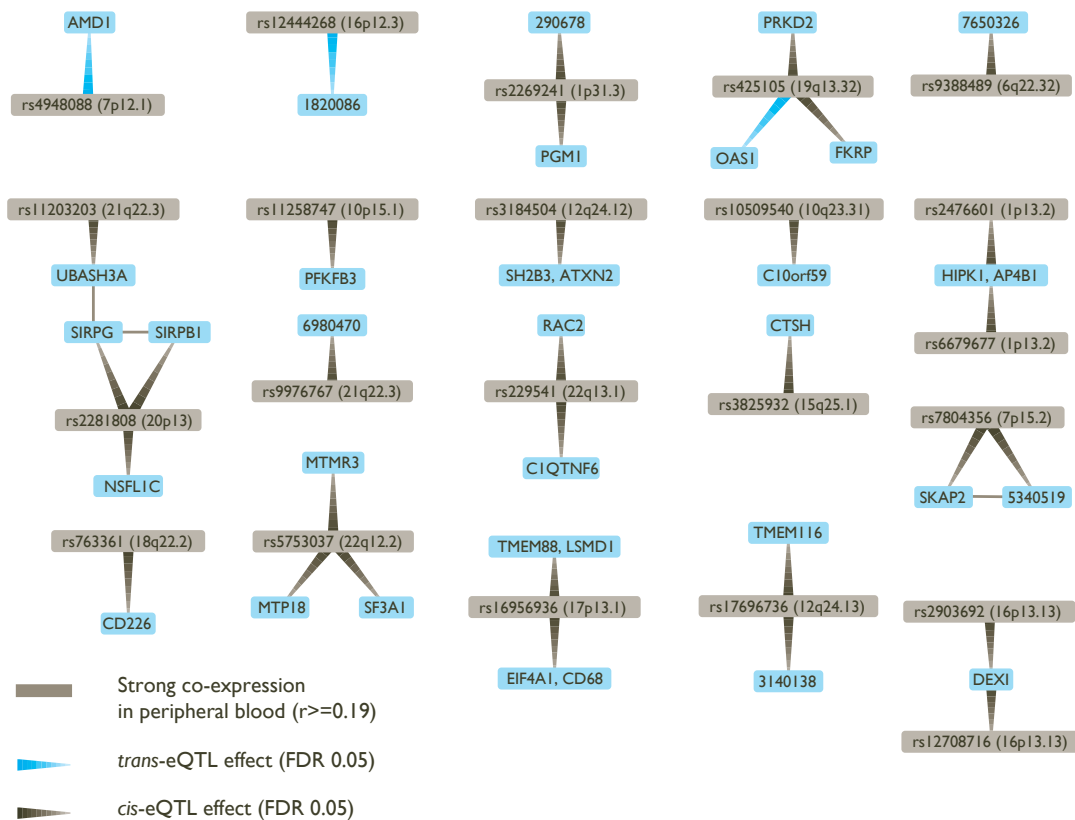 AMD1
rs12444268 (16p12.3)
290678
PRKD2
7650326
rs4948088 (7p12.1)
1820086
rs2269241 (1p31.3)
rs425105 (19q13.32)
rs9388489 (6q22.32)
PGM1
OAS1
FKRP
rs11203203 (21q22.3)
rs11258747 (10p15.1)
rs3184504 (12q24.12)
rs10509540 (10q23.31)
rs2476601 (1p13.2)
UBASH3A
PFKFB3
SH2B3, ATXN2
C10orf59
HIPK1, AP4B1
SIRPG
SIRPB1
6980470
RAC2
CTSH
rs6679677 (1p13.2)
rs9976767 (21q22.3)
rs229541 (22q13.1)
rs3825932 (15q25.1)
rs2281808 (20p13)
rs7804356 (7p15.2)
MTMR3
C1QTNF6
NSFL1C
SKAP2
5340519
rs763361 (18q22.2)
rs5753037 (22q12.2)
TMEM88, LSMD1
TMEM116
CD226
MTP18
SF3A1
rs16956936 (17p13.1)
rs17696736 (12q24.13)
rs2903692 (16p13.13)
EIF4A1, CD68
3140138
DEXI
rs12708716 (16p13.13)
Strong co-expression
in peripheral blood (r>=0.19)
trans-eQTL effect (FDR 0.05)
cis-eQTL effect (FDR 0.05)